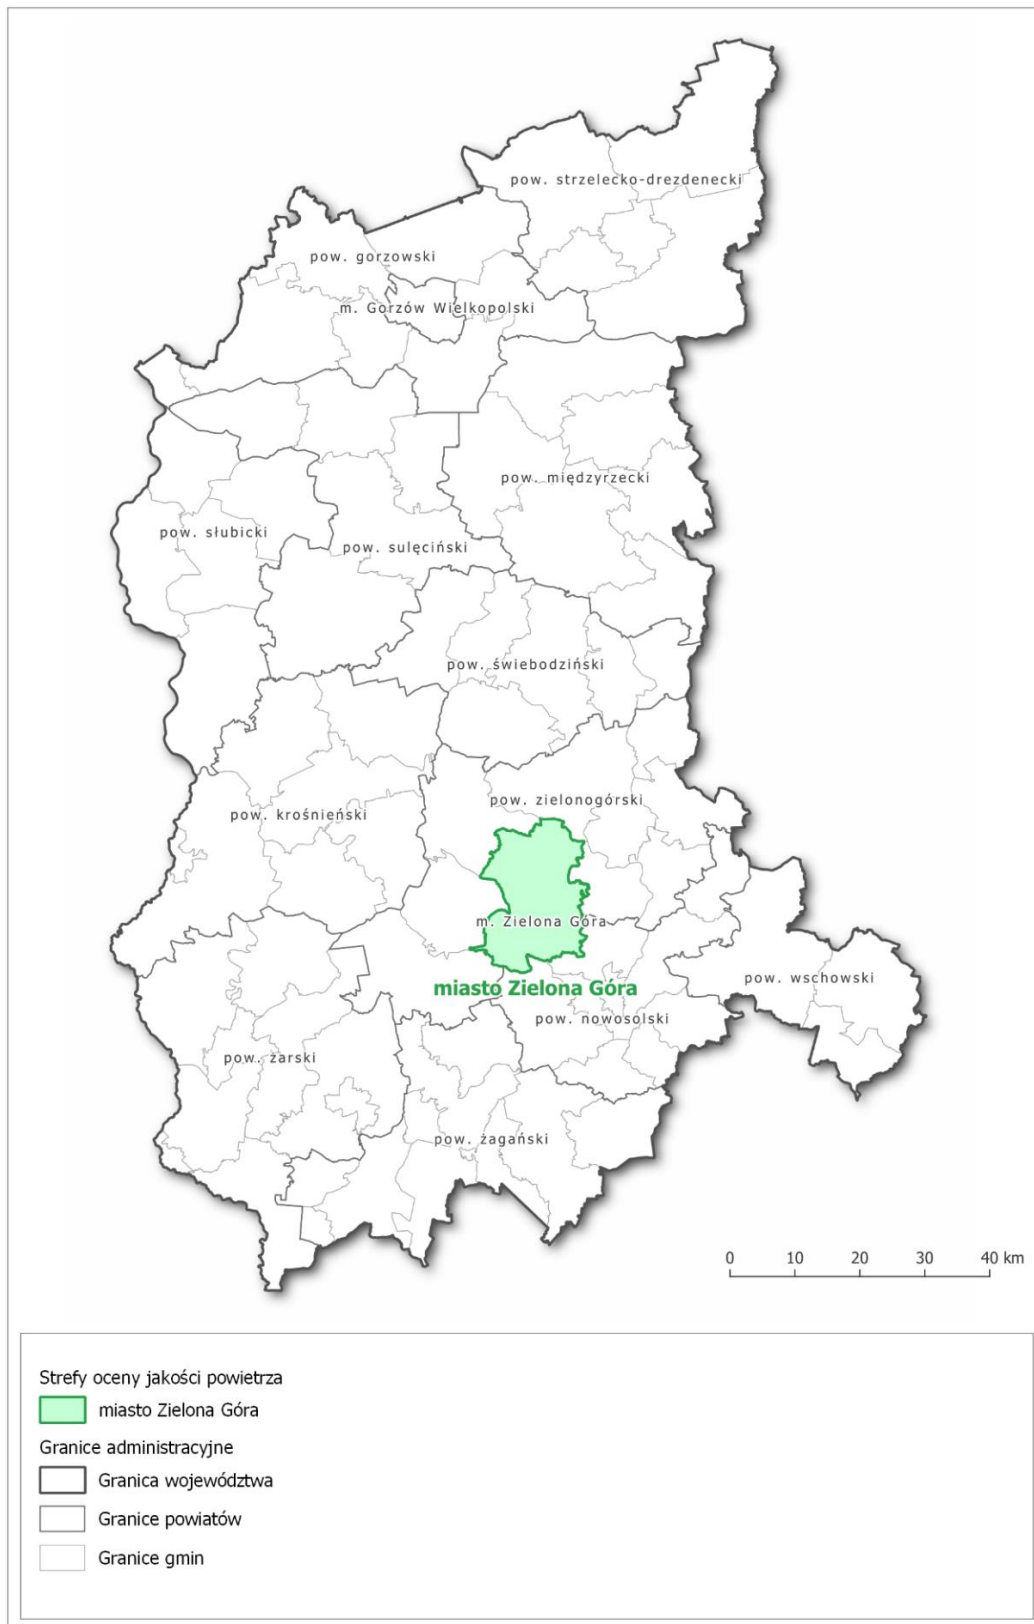 pow. strzelecko-drezdenecki
pow. gorzowski
m. Gorzów Wielkopolski
pow. międzyrzecki
pow. słubicki
pow. sulęciński
pow. świebodziński
pow. zielonogórski
pow. krośnieński
m. Zielona Góra
pow. wschowski
miasto Zielona Góra
pow. nowosolski
pow. żarski
pow. żagański
0 10 20 30 40 km
Strefy oceny jakości powietrza
miasto Zielona Góra
Granice administracyjne
Granica województwa
Granice powiatów
Granice gmin